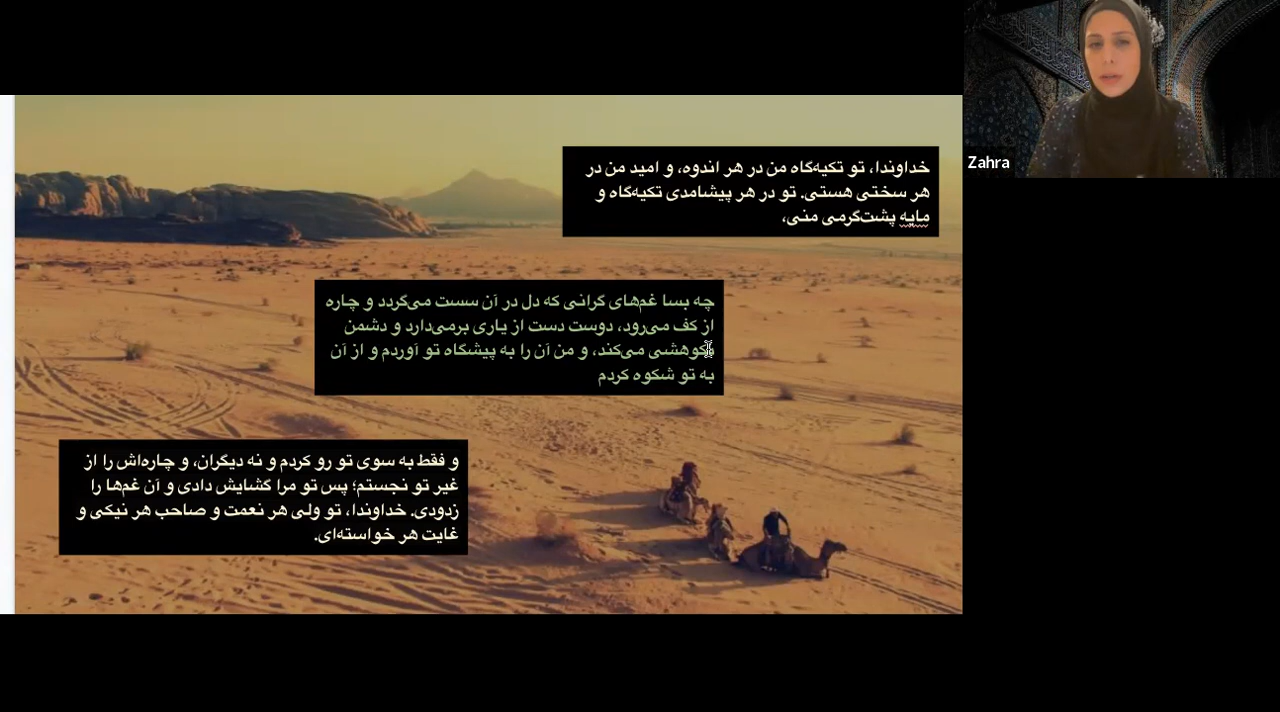 خداوندا، تو تکیه‌گاه من در هر اندوه، و امید من در
هر سختی هستی. تو در هر پیشامدی تکیه‌گاه و
مایه پشت‌گرمی منی،
چه بسا غم‌های گرانی که دل در آن سست می‌گردد و چاره
از کف می‌رود، دوست دست از یاری برمی‌دارد و دشمن
نکوهشی می‌کند، و من آن را به پیشگاه تو آوردم و از آن
به تو شکوه کردم
و فقط به سوی تو رو کردم و نه دیگران، و چاره‌اش را از
غیر تو نجستم؛ پس تو مرا گشایش دادی و آن غم‌ها را
زدودی. خداوندا، تو ولی هر نعمت و صاحب هر نیکی و
غایت هر خواسته‌ای.
Zahra